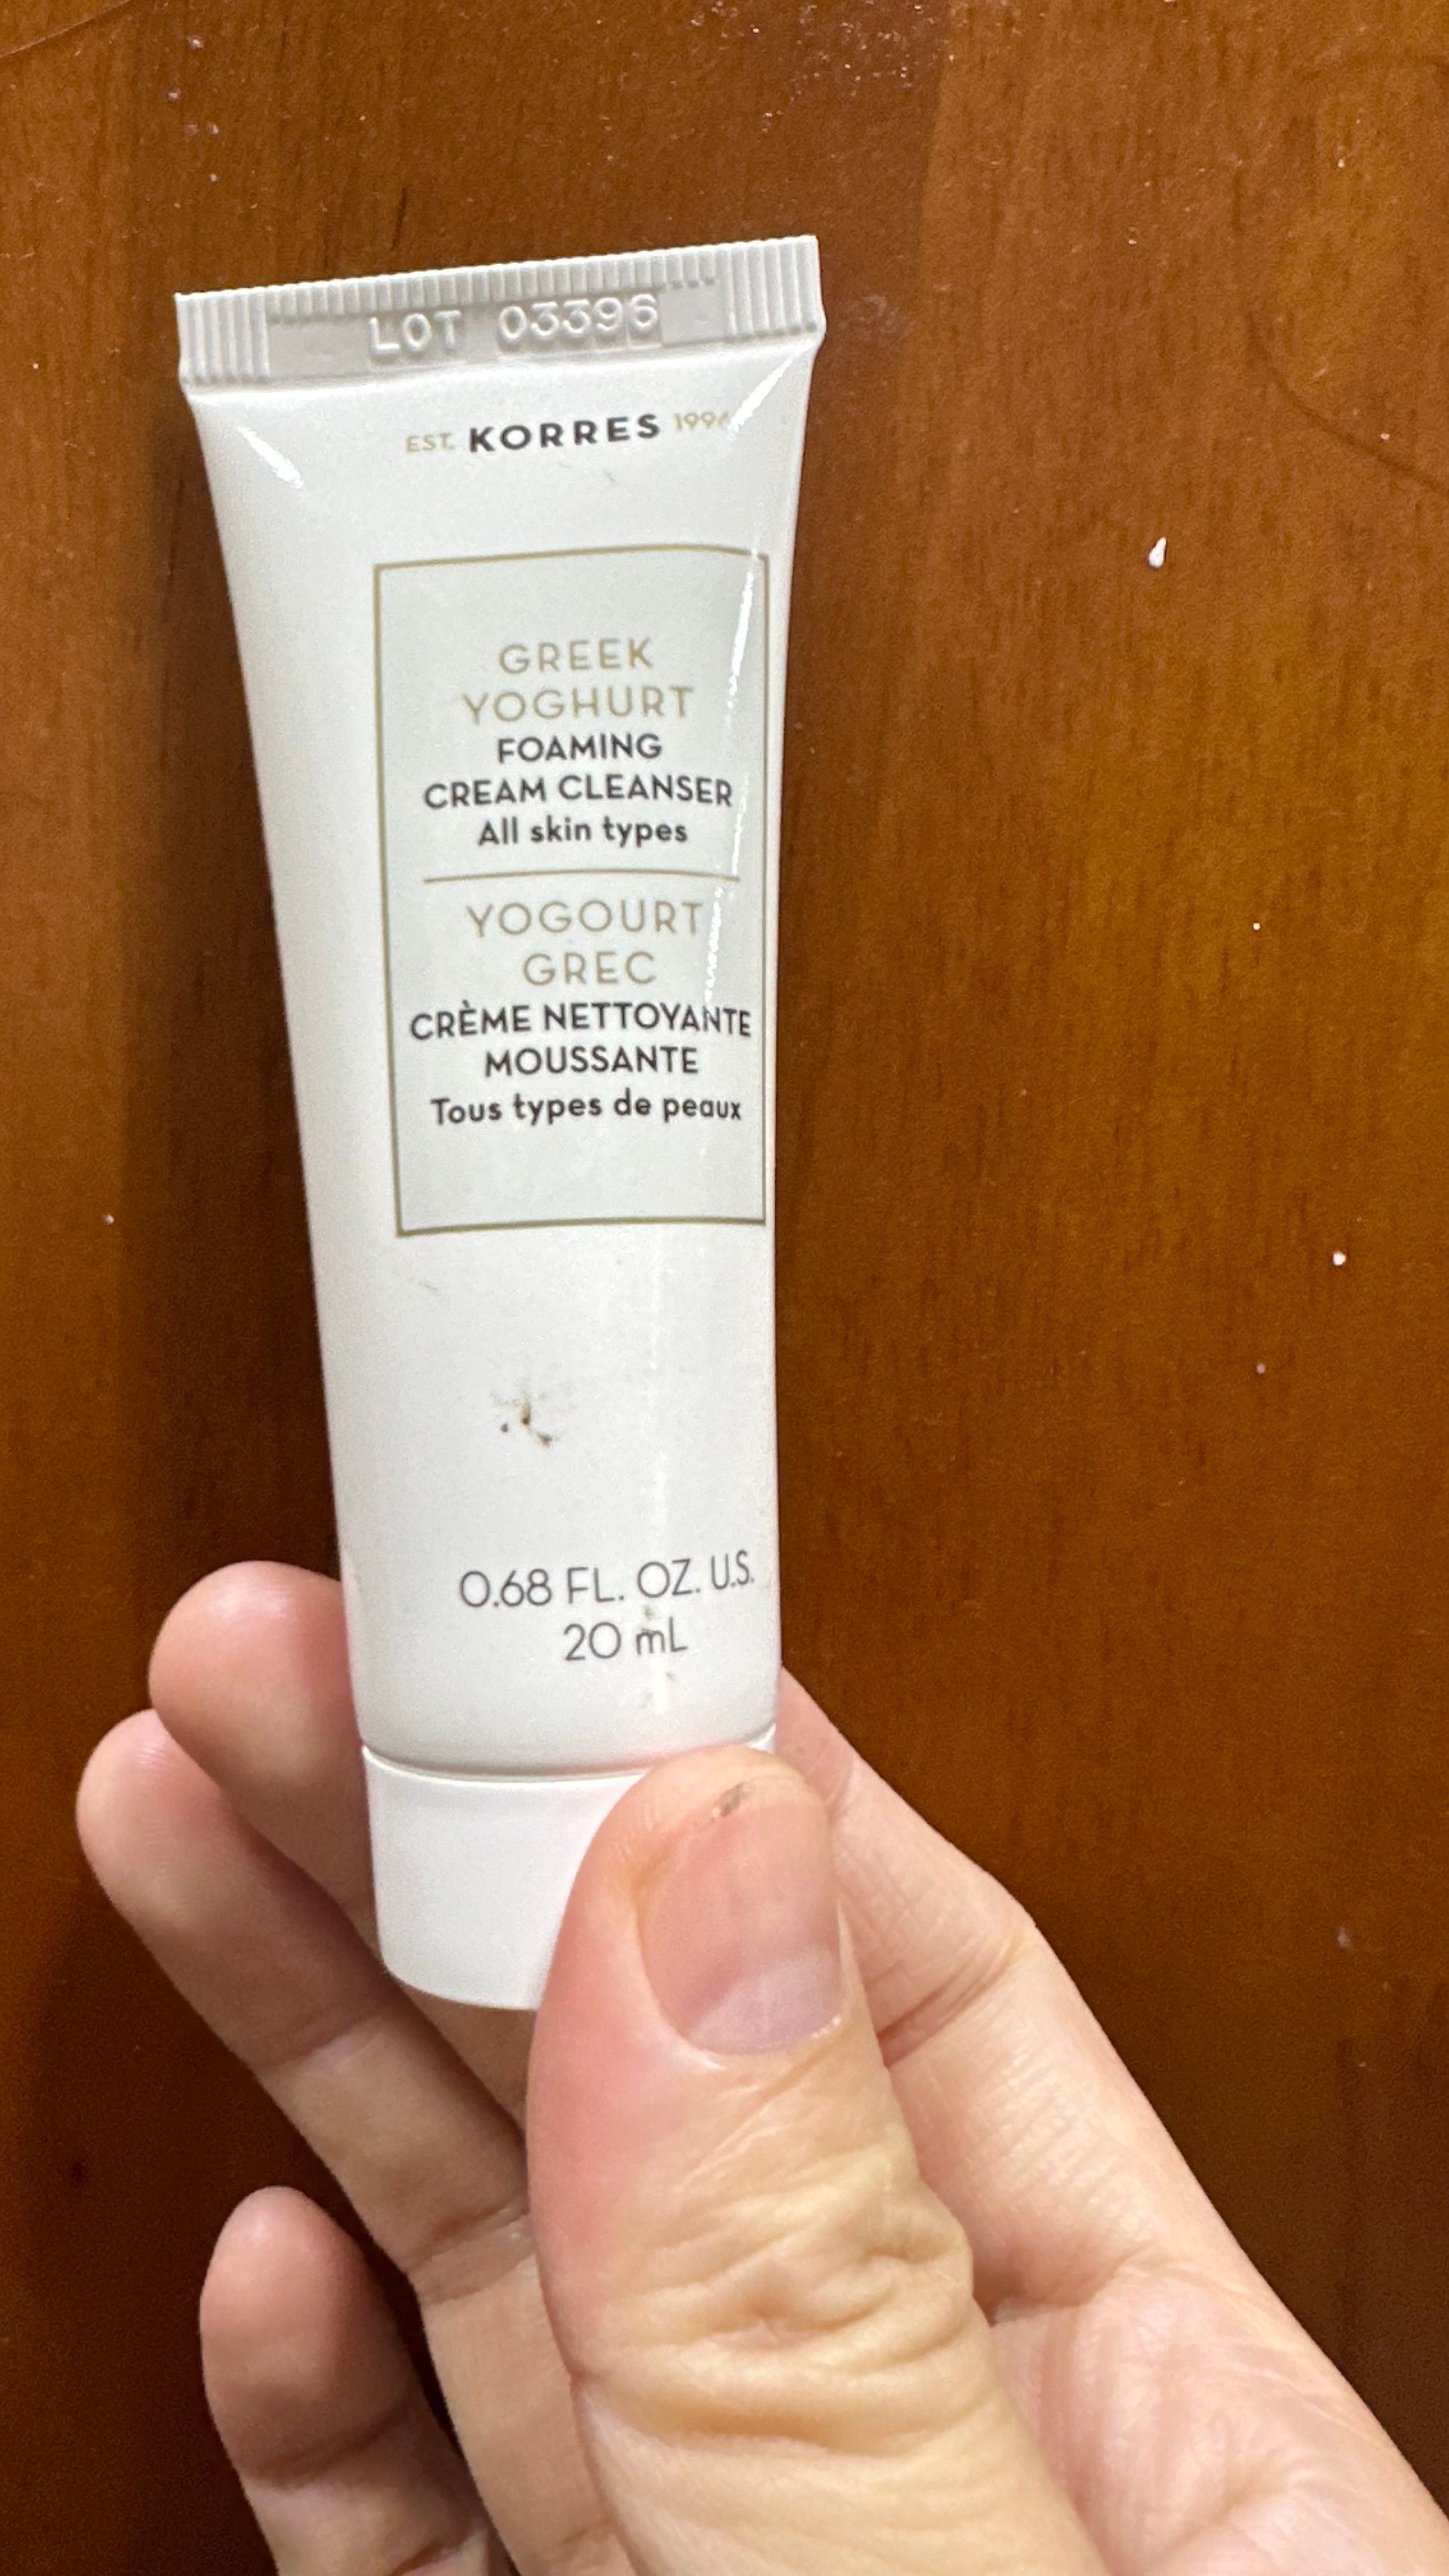 LOT 03396
EST. KORRES 1996
GREEK
YOGHURT
FOAMING
CREAM CLEANSER
All skin types
YOGOURT
GREC
CRÈME NETTOYANTE
MOUSSANTE
Tous types de peaux
0.68 FL. OZ. U.S.
20 mL